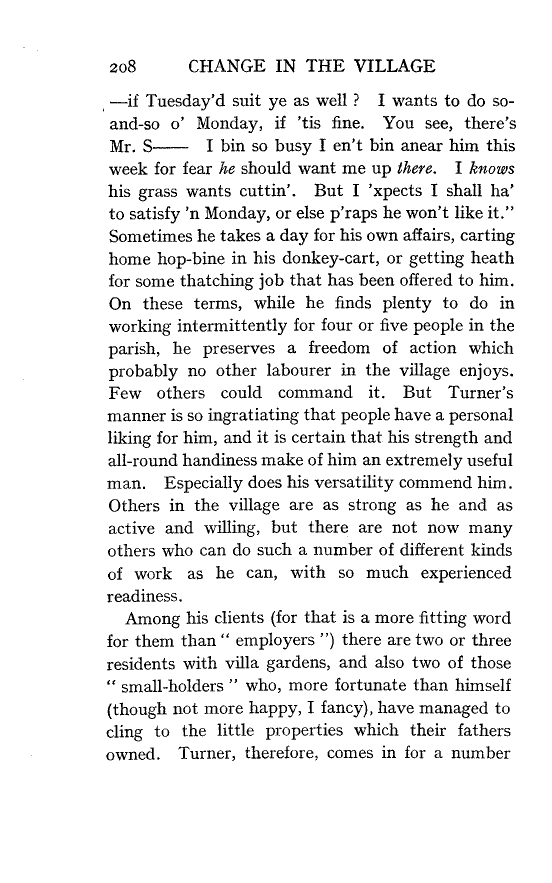 208 CHANGE IN THE VILLAGE
—if Tuesday'd suit ye as well ? I wants to do so-
and-so o' Monday, if 'tis fine. You see, there's
Mr. S—— I bin so busy I en't bin anear him this
week for fear he should want me up there. I knows
his grass wants cuttin'. But I 'xpects I shall ha'
to satisfy 'n Monday, or else p'raps he won't like it."
Sometimes he takes a day for his own affairs, carting
home hop-bine in his donkey-cart, or getting heath
for some thatching job that has been offered to him.
On these terms, while he finds plenty to do in
working intermittently for four or five people in the
parish, he preserves a freedom of action which
probably no other labourer in the village enjoys.
Few others could command it. But Turner's
manner is so ingratiating that people have a personal
liking for him, and it is certain that his strength and
all-round handiness make of him an extremely useful
man. Especially does his versatility commend him.
Others in the village are as strong as he and as
active and willing, but there are not now many
others who can do such a number of different kinds
of work as he can, with so much experienced
readiness.
Among his clients (for that is a more fitting word
for them than " employers ") there are two or three
residents with villa gardens, and also two of those
" small-holders " who, more fortunate than himself
(though not more happy, I fancy), have managed to
cling to the little properties which their fathers
owned. Turner, therefore, comes in for a number